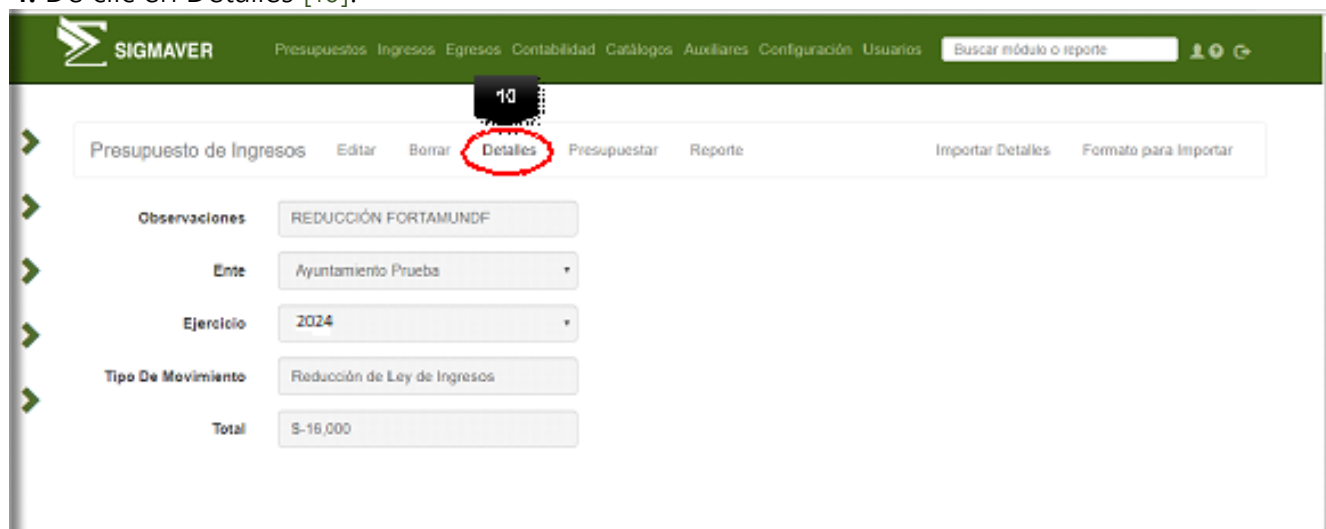 4. De clic en Detalles [10].
SIGMAVER Presupuestos Ingresos Egresos Contabilidad Catálogos Auxiliares Configuración Usuarios Buscar módulo o reporte
10
Presupuesto de Ingresos Editar Borrar Detalles Presupuestar Reporte Importar Detalles Formato para Importar
Observaciones REDUCCIÓN FORTAMUNDF
Ente Ayuntamiento Prueba
Ejercicio 2024
Tipo De Movimiento Reducción de Ley de Ingresos
Total $-16,000